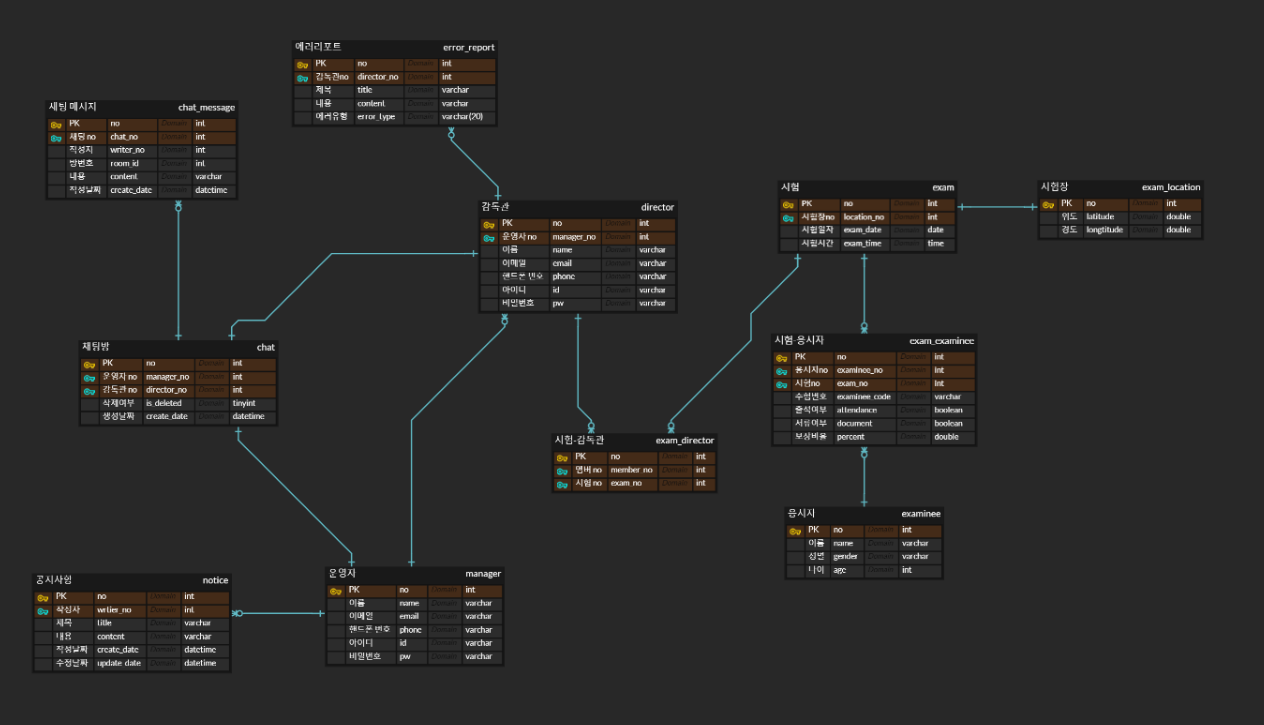 에러리포트 error_report
PK no Domain int
감독관no director_no Domain int
제목 title Domain varchar
내용 content Domain varchar
에러유형 error_type Domain varchar(20)
채팅 메시지 chat_message
PK no Domain int
채팅 no chat_no Domain int
작성자 writer_no Domain int
방번호 room_id Domain int
내용 content Domain varchar
작성날짜 create_date Domain datetime
감독관 director
PK no Domain int
운영자 no manager_no Domain int
이름 name Domain varchar
이메일 email Domain varchar
핸드폰 번호 phone Domain varchar
아이디 id Domain varchar
비밀번호 pw Domain varchar
시험 exam
PK no Domain int
시험장no location_no Domain int
시험일자 exam_date Domain date
시험시간 exam_time Domain time
시험장 exam_location
PK no Domain int
위도 latitude Domain double
경도 longtitude Domain double
채팅방 chat
PK no Domain int
운영자 no manager_no Domain int
감독관 no director_no Domain int
삭제여부 is_deleted Domain tinyint
생성날짜 create_date Domain datetime
시험-응시자 exam_examinee
PK no Domain int
응시자no examinee_no Domain int
시험no exam_no Domain int
수험번호 examinee_code Domain varchar
출석여부 attendance Domain boolean
서류여부 document Domain boolean
보상비율 percent Domain double
시험-감독관 exam_director
PK no Domain int
멤버 no member_no Domain int
시험 no exam_no Domain int
응시자 examinee
PK no Domain int
이름 name Domain varchar
성별 gender Domain varchar
나이 age Domain int
공지사항 notice
PK no Domain int
작성자 wrtier_no Domain int
제목 title Domain varchar
내용 content Domain varchar
작성날짜 create_date Domain datetime
수정날짜 update_date Domain datetime
운영자 manager
PK no Domain int
이름 name Domain varchar
이메일 email Domain varchar
핸드폰 번호 phone Domain varchar
아이디 id Domain varchar
비밀번호 pw Domain varchar